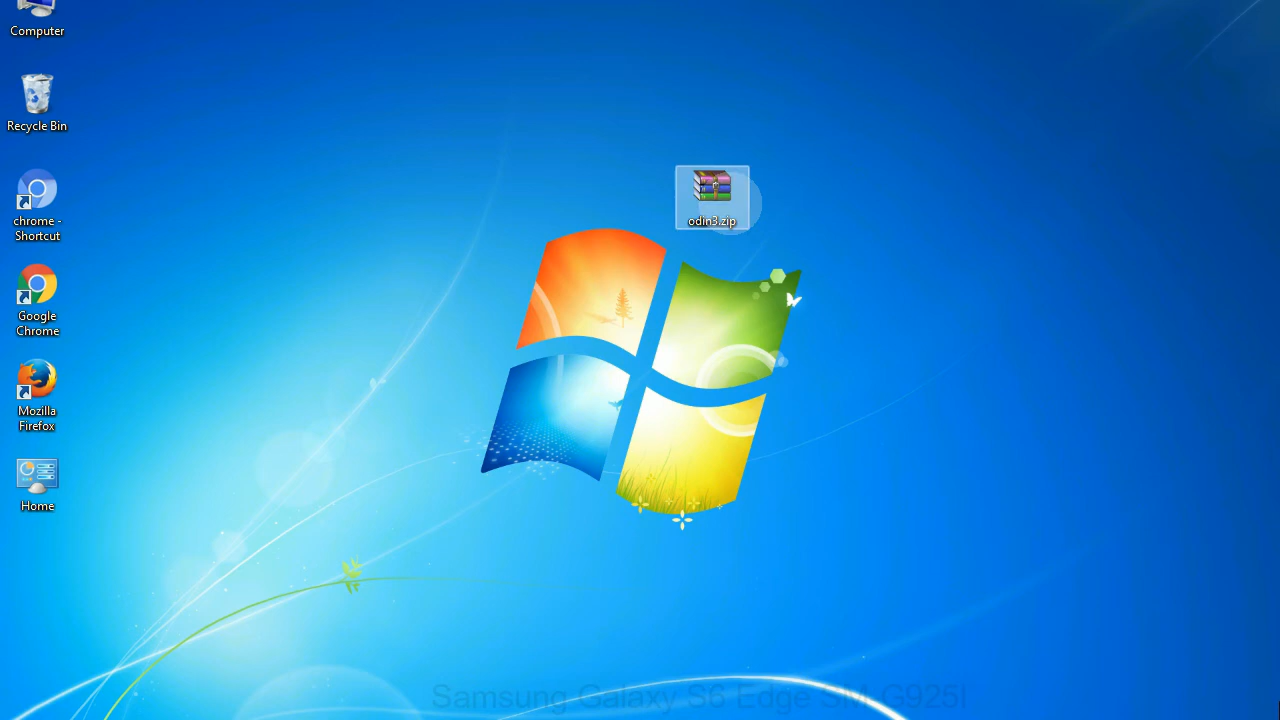 Computer
Recycle Bin
chrome -
Shortcut
Google
Chrome
Mozilla
Firefox
Home
odin3.zip
Samsung Galaxy S6 Edge SM-G925I